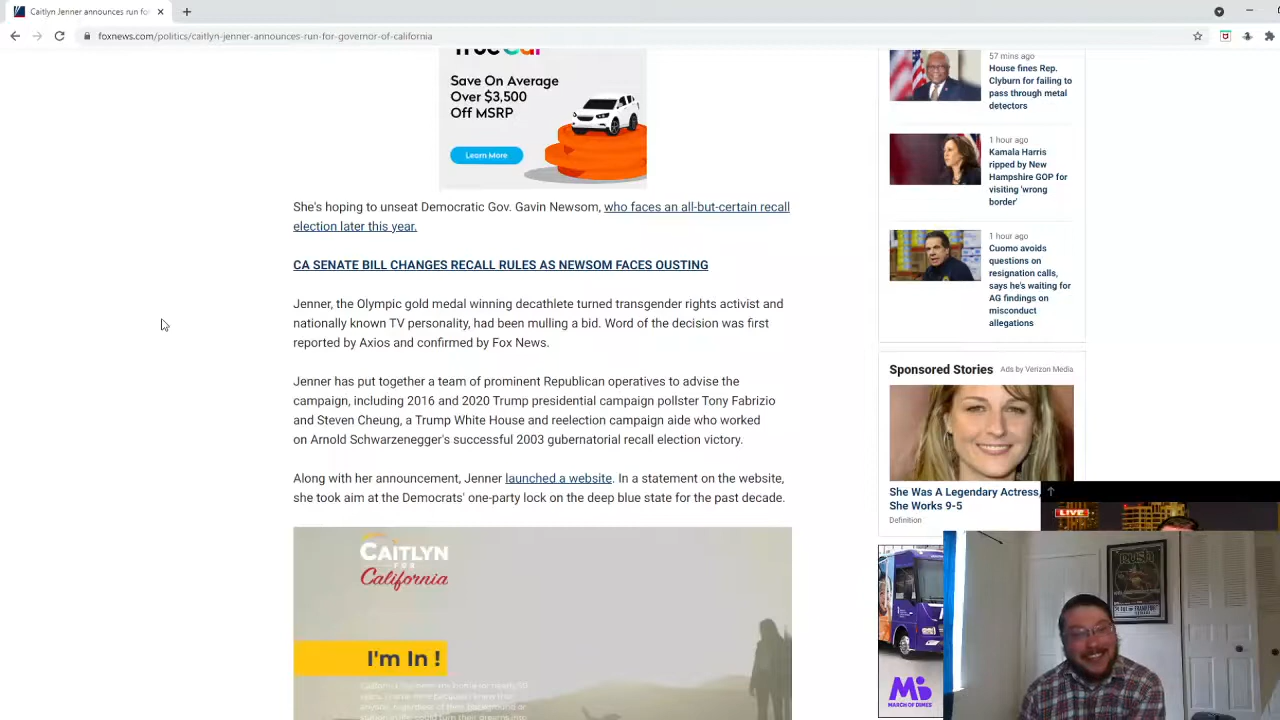 Caitlyn Jenner announces run fo
foxnews.com/politics/caitlyn-jenner-announces-run-for-governor-of-california
Save On Average
Over $3,500
Off MSRP
Learn More
She's hoping to unseat Democratic Gov. Gavin Newsom, who faces an all-but-certain recall
election later this year.
CA SENATE BILL CHANGES RECALL RULES AS NEWSOM FACES OUSTING
Jenner, the Olympic gold medal winning decathlete turned transgender rights activist and
nationally known TV personality, had been mulling a bid. Word of the decision was first
reported by Axios and confirmed by Fox News.
Jenner has put together a team of prominent Republican operatives to advise the
campaign, including 2016 and 2020 Trump presidential campaign pollster Tony Fabrizio
and Steven Cheung, a Trump White House and reelection campaign aide who worked
on Arnold Schwarzenegger's successful 2003 gubernatorial recall election victory.
Along with her announcement, Jenner launched a website. In a statement on the website,
she took aim at the Democrats' one-party lock on the deep blue state for the past decade.
CAITLYN
FOR
California
I'm In !
57 mins ago
House fines Rep.
Clyburn for failing to
pass through metal
detectors
1 hour ago
Kamala Harris
ripped by New
Hampshire GOP for
visiting 'wrong
border'
1 hour ago
Cuomo avoids
questions on
resignation calls,
says he's waiting for
AG findings on
misconduct
allegations
Sponsored Stories Ads by Verizon Media
She Was A Legendary Actress,
She Works 9-5
Definition
LIVE
RUSH
MARCH OF DIMES